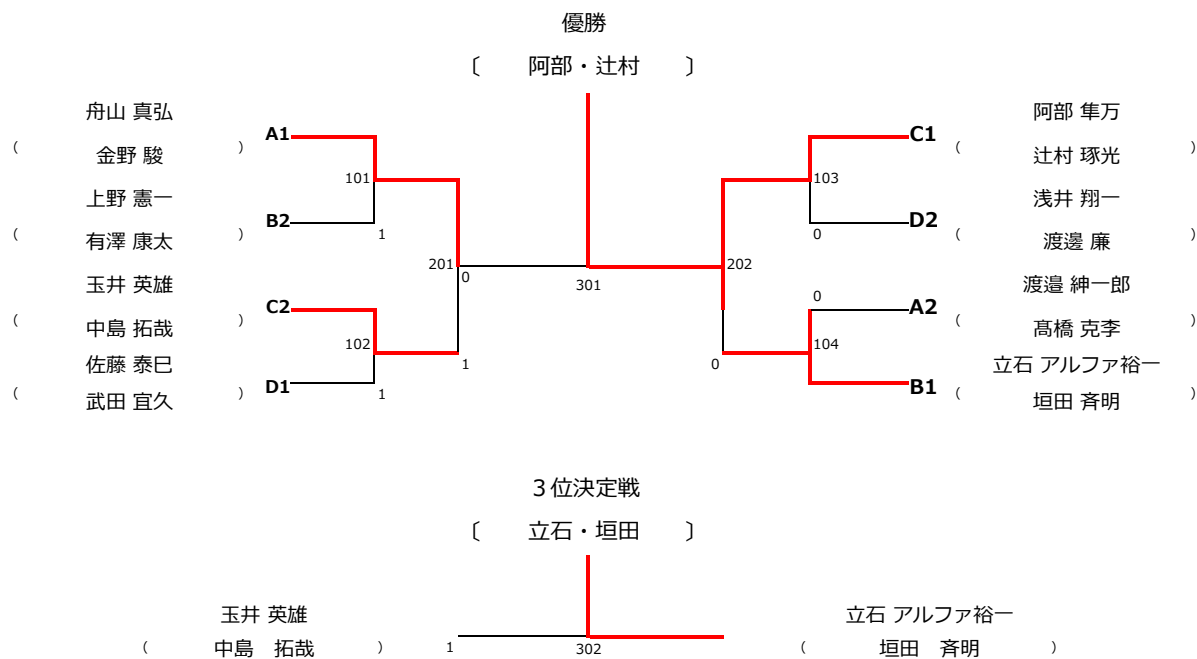 優勝
〔 阿部・辻村 〕
舟山 真弘
A1
( 金野 駿 )
101
上野 憲一
B2
( 有澤 康太 )
1
玉井 英雄
201
0
C2
( 中島 拓哉 )
102
佐藤 泰巳
1
D1
( 武田 宜久 )
1
301
阿部 隼万
C1
( 辻村 琢光 )
103
浅井 翔一
D2
( 渡邊 廉 )
0
202
渡邉 紳一郎
0
A2
( 髙橋 克李 )
104
立石 アルファ裕一
0
B1
( 垣田 斉明 )
３位決定戦
〔 立石・垣田 〕
玉井 英雄
( 中島　拓哉 )
1
302
立石 アルファ裕一
( 垣田　斉明 )